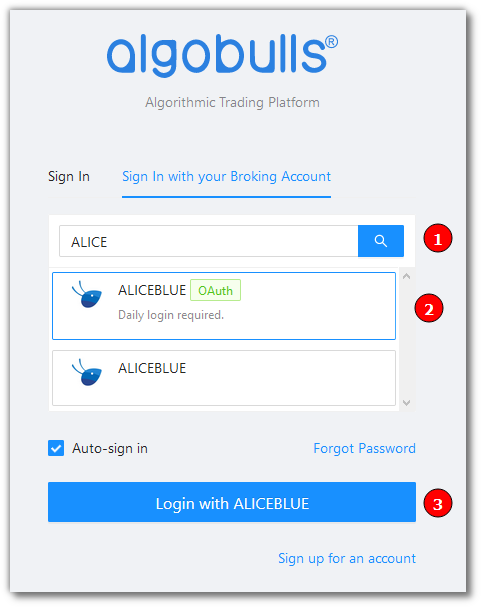 algobulls®
Algorithmic Trading Platform
Sign In Sign In with your Broking Account
ALICE
1
ALICEBLUE OAuth
Daily login required.
2
ALICEBLUE
Auto-sign in Forgot Password
Login with ALICEBLUE
3
Sign up for an account